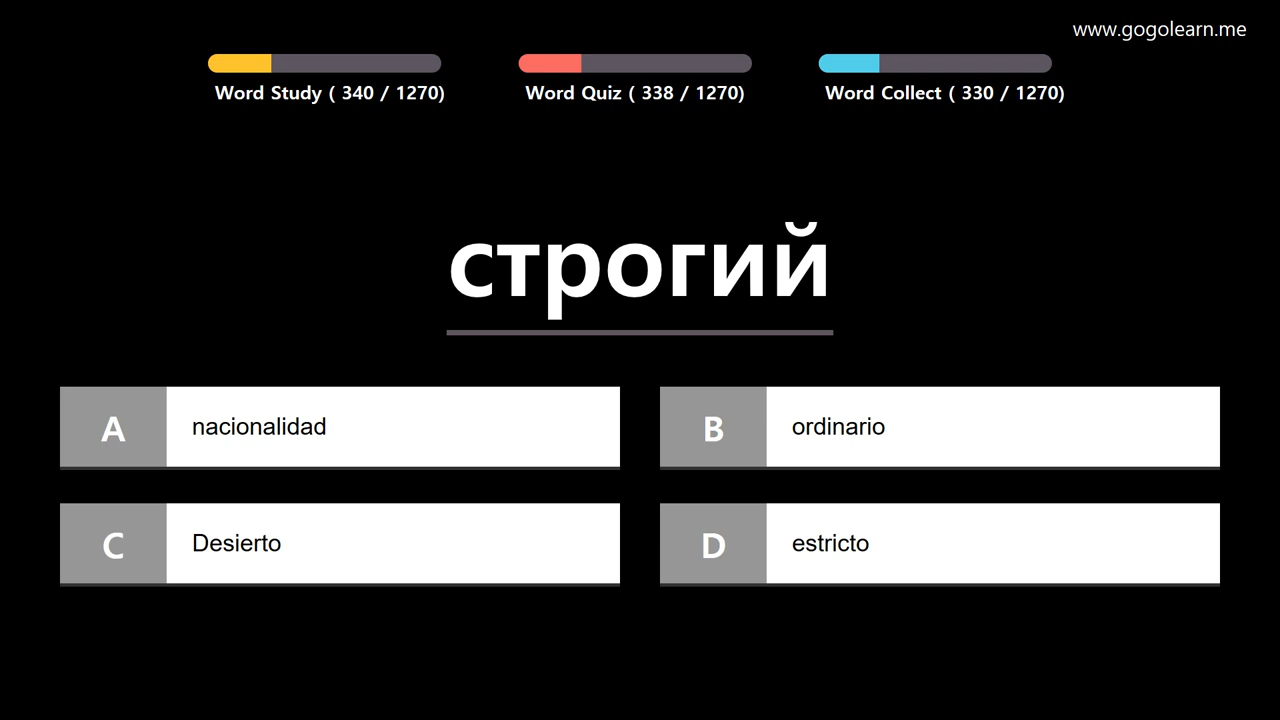 www.gogolearn.me
Word Study ( 340 / 1270)
Word Quiz ( 338 / 1270)
Word Collect ( 330 / 1270)
строгий
A nacionalidad
B ordinario
C Desierto
D estricto